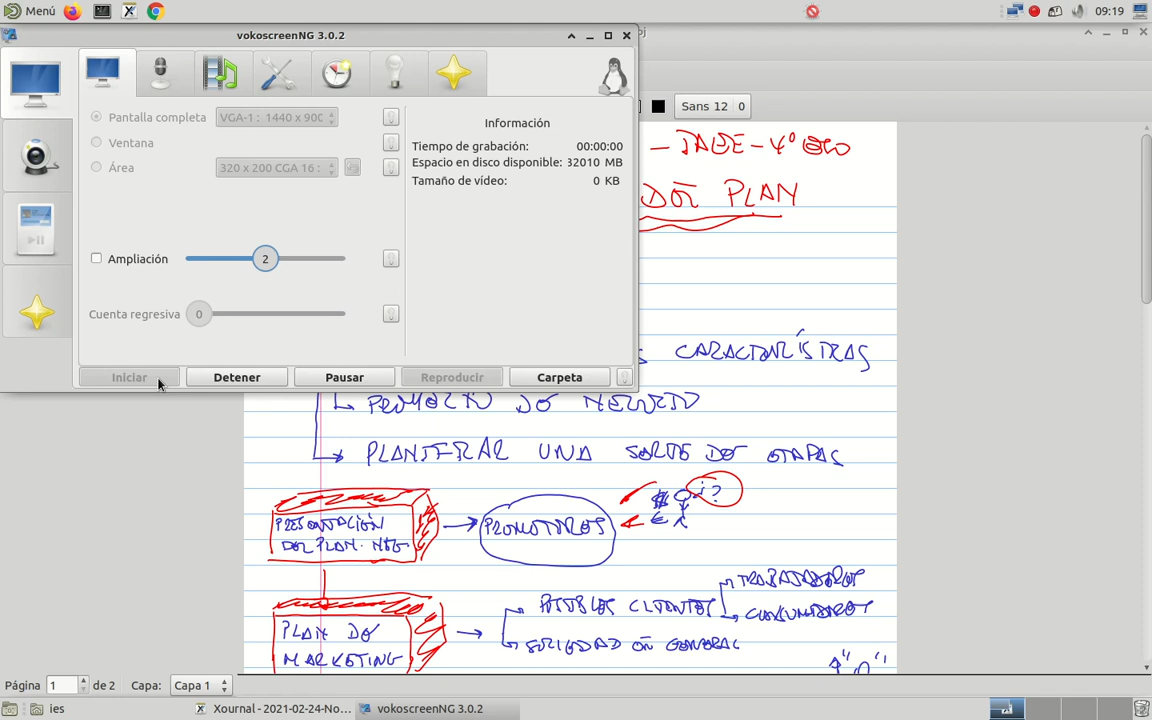 Menú
09:19
vokoscreenNG 3.0.2
Pantalla completa
VGA-1 : 1440 x 900
Ventana
Área
320 x 200 CGA 16 :
Ampliación
2
Cuenta regresiva
0
Información
Tiempo de grabación: 00:00:00
Espacio en disco disponible: 32010 MB
Tamaño de vídeo: 0 KB
Iniciar
Detener
Pausar
Reproducir
Carpeta
Sans 12 0
PLAN
CARACTERÍSTICAS
PROYECTO DE NEGOCIO
PLANIFICAR UNA SERIE DE ETAPAS
PRESENTACIÓN
DEL PLAN NEG
PROMOTORES
¿?
POSIBLES CLIENTES
TRABAJADORES
CONSUMIDORES
SOCIEDAD EN GENERAL
PLAN DE
MARKETING
Página 1 de 2 Capa: Capa 1
ies
Xournal - 2021-02-24-No...
vokoscreenNG 3.0.2